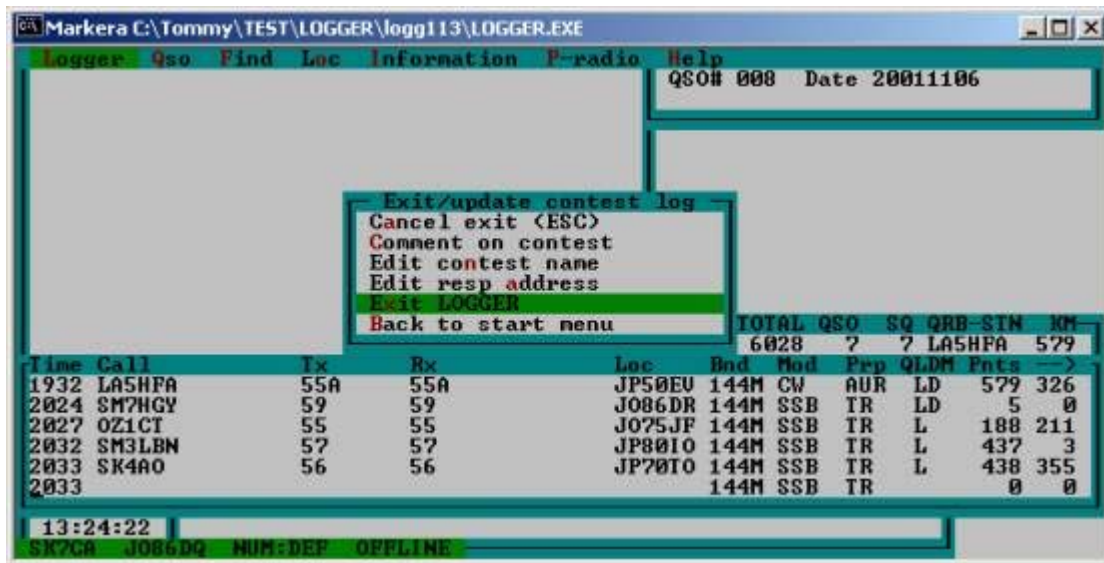 Markera C:\Tommy\TEST\LOGGER\logg113\LOGGER.EXE
Logger Qso Find Loc Information P-radio Help
QSO# 008 Date 20011106
Exit/update contest log
Cancel exit (ESC)
Comment on contest
Edit contest name
Edit resp address
Exit LOGGER
Back to start menu
TOTAL QSO SQ QRB-STN KM
6028 7 7 LA5HFA 579
Time Call Tx Rx Loc Bnd Mod Prp QLDM Pnts -->
1932 LA5HFA 55A 55A JP50EV 144M CW AUR LD 579 326
2024 SM7HGY 59 59 JO86DR 144M SSB TR LD 5 0
2027 OZ1CT 55 55 JO75JF 144M SSB TR L 188 211
2032 SM3LBN 57 57 JP80IO 144M SSB TR L 437 3
2033 SK4AO 56 56 JP70TO 144M SSB TR L 438 355
2033 144M SSB TR 0 0
13:24:22
SK7CA JO86DQ NUM:DEF OFFLINE